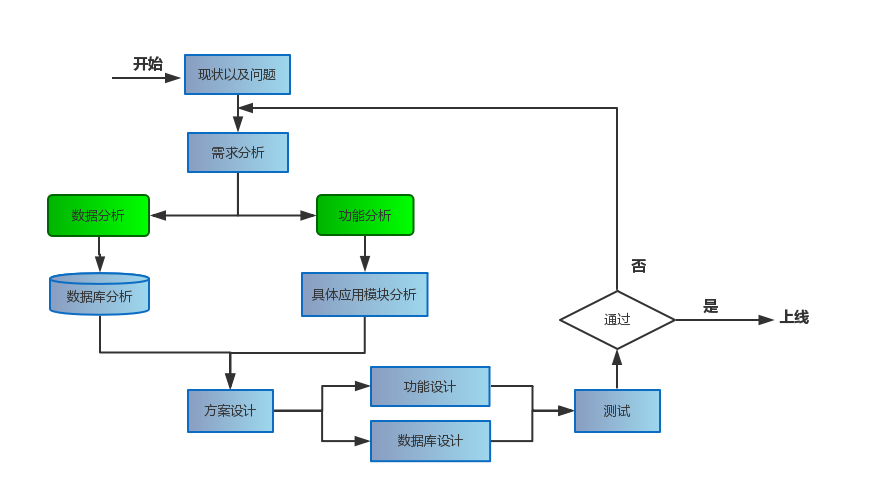 开始
现状以及问题
需求分析
数据分析
功能分析
数据库分析
具体应用模块分析
否
是
通过
上线
方案设计
功能设计
数据库设计
测试